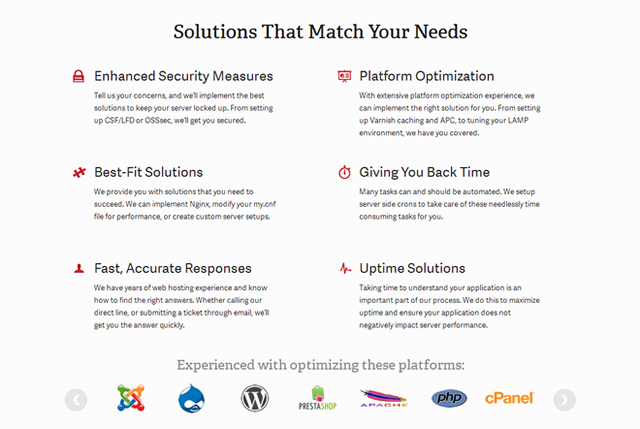 Solutions That Match Your Needs
Enhanced Security Measures
Tell us your concerns, and we'll implement the best
solutions to keep your server locked up. From setting
up CSF/LFD or OSSsec, we'll get you secured.
Platform Optimization
With extensive platform optimization experience, we
can implement the right solution for you. From setting
up Varnish caching and APC, to tuning your LAMP
environment, we have you covered.
Best-Fit Solutions
We provide you with solutions that you need to
succeed. We can implement Nginx, modify your my.cnf
file for performance, or create custom server setups.
Giving You Back Time
Many tasks can and should be automated. We setup
server side crons to take care of these needlessly time
consuming tasks for you.
Fast, Accurate Responses
We have years of web hosting experience and know
how to find the right answers. Whether calling our
direct line, or submitting a ticket through email, we'll
get you the answer quickly.
Uptime Solutions
Taking time to understand your application is an
important part of our process. We do this to maximize
uptime and ensure your application does not
negatively impact server performance.
Experienced with optimizing these platforms:
PRESTASHOP
APACHE
php
cPanel